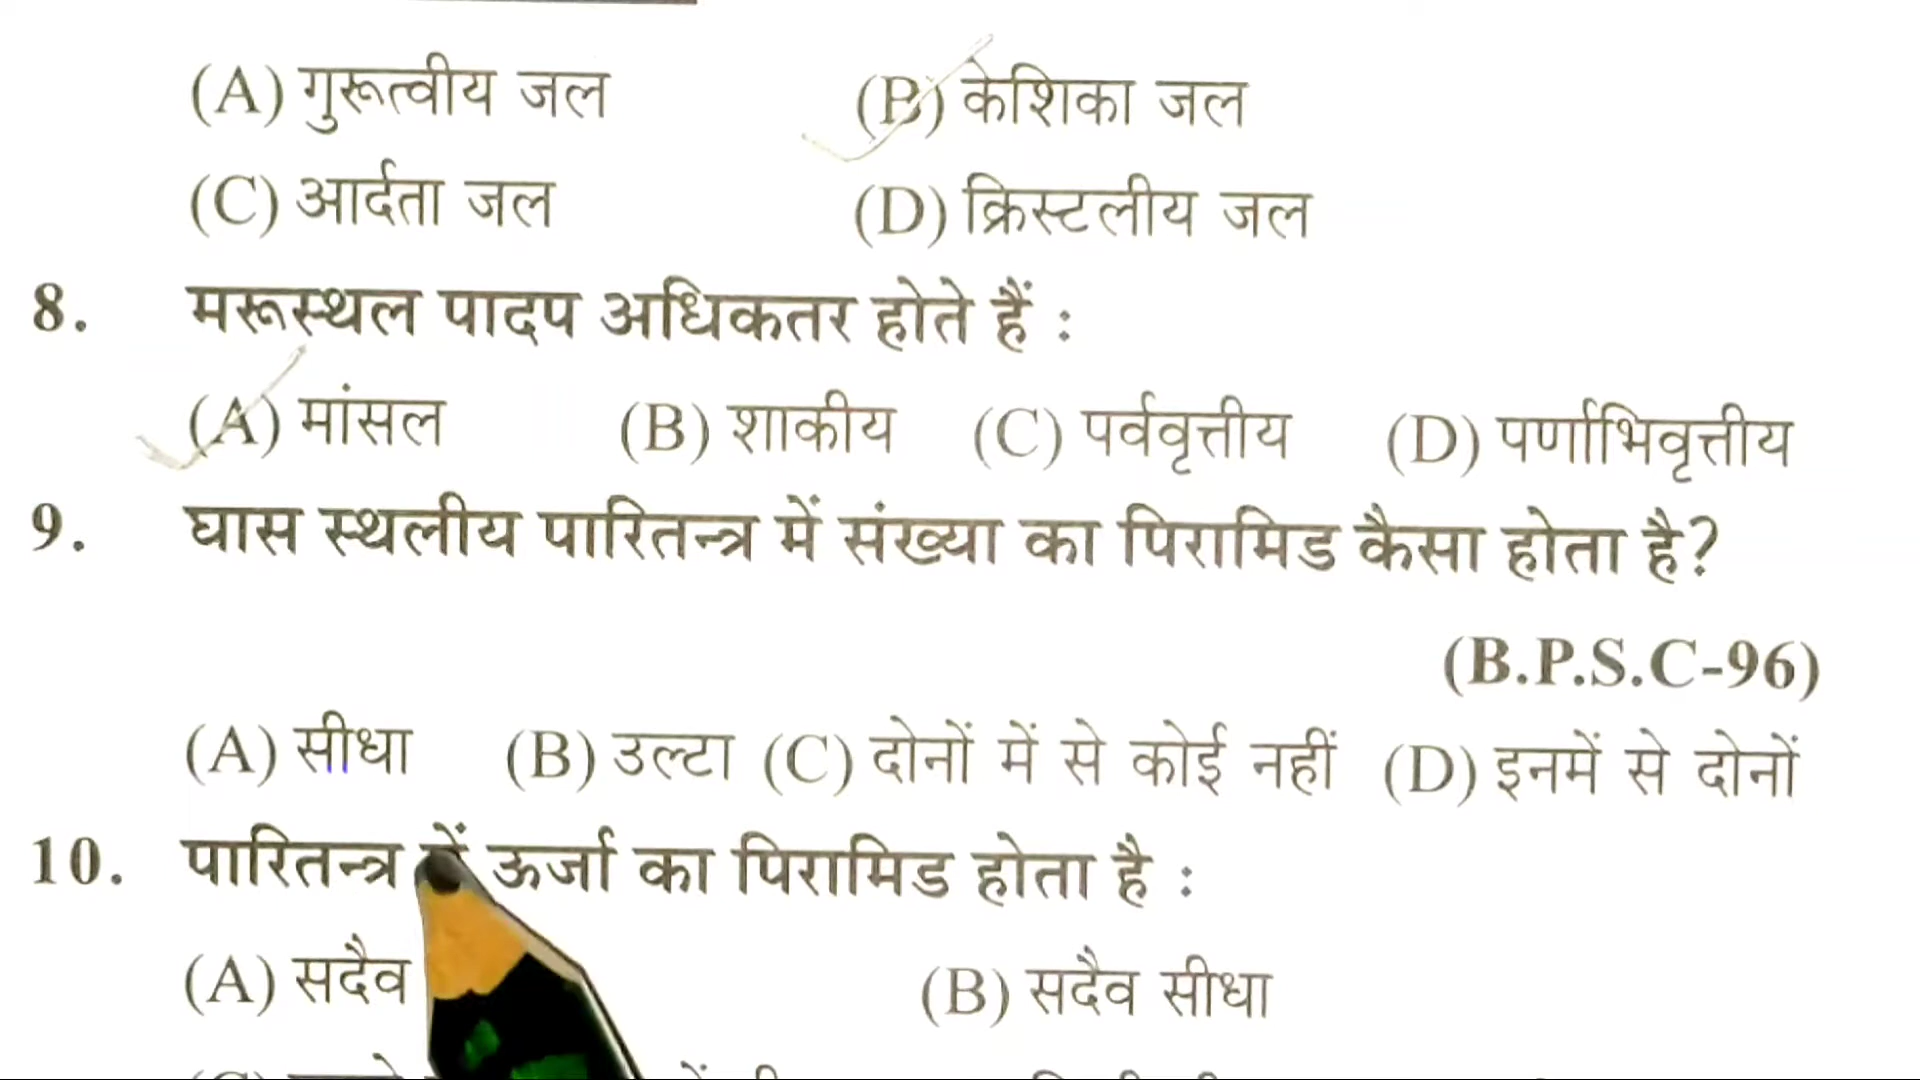 (A) गुरूत्वीय जल (B) केशिका जल
(C) आर्दता जल (D) क्रिस्टलीय जल
8. मरूस्थल पादप अधिकतर होते हैं :
(A) मांसल (B) शाकीय (C) पर्ववृत्तीय (D) पर्णाभिवृत्तीय
9. घास स्थलीय पारितन्त्र में संख्या का पिरामिड कैसा होता है?
(B.P.S.C-96)
(A) सीधा (B) उल्टा (C) दोनों में से कोई नहीं (D) इनमें से दोनों
10. पारितन्त्र में ऊर्जा का पिरामिड होता है :
(A) सदैव (B) सदैव सीधा